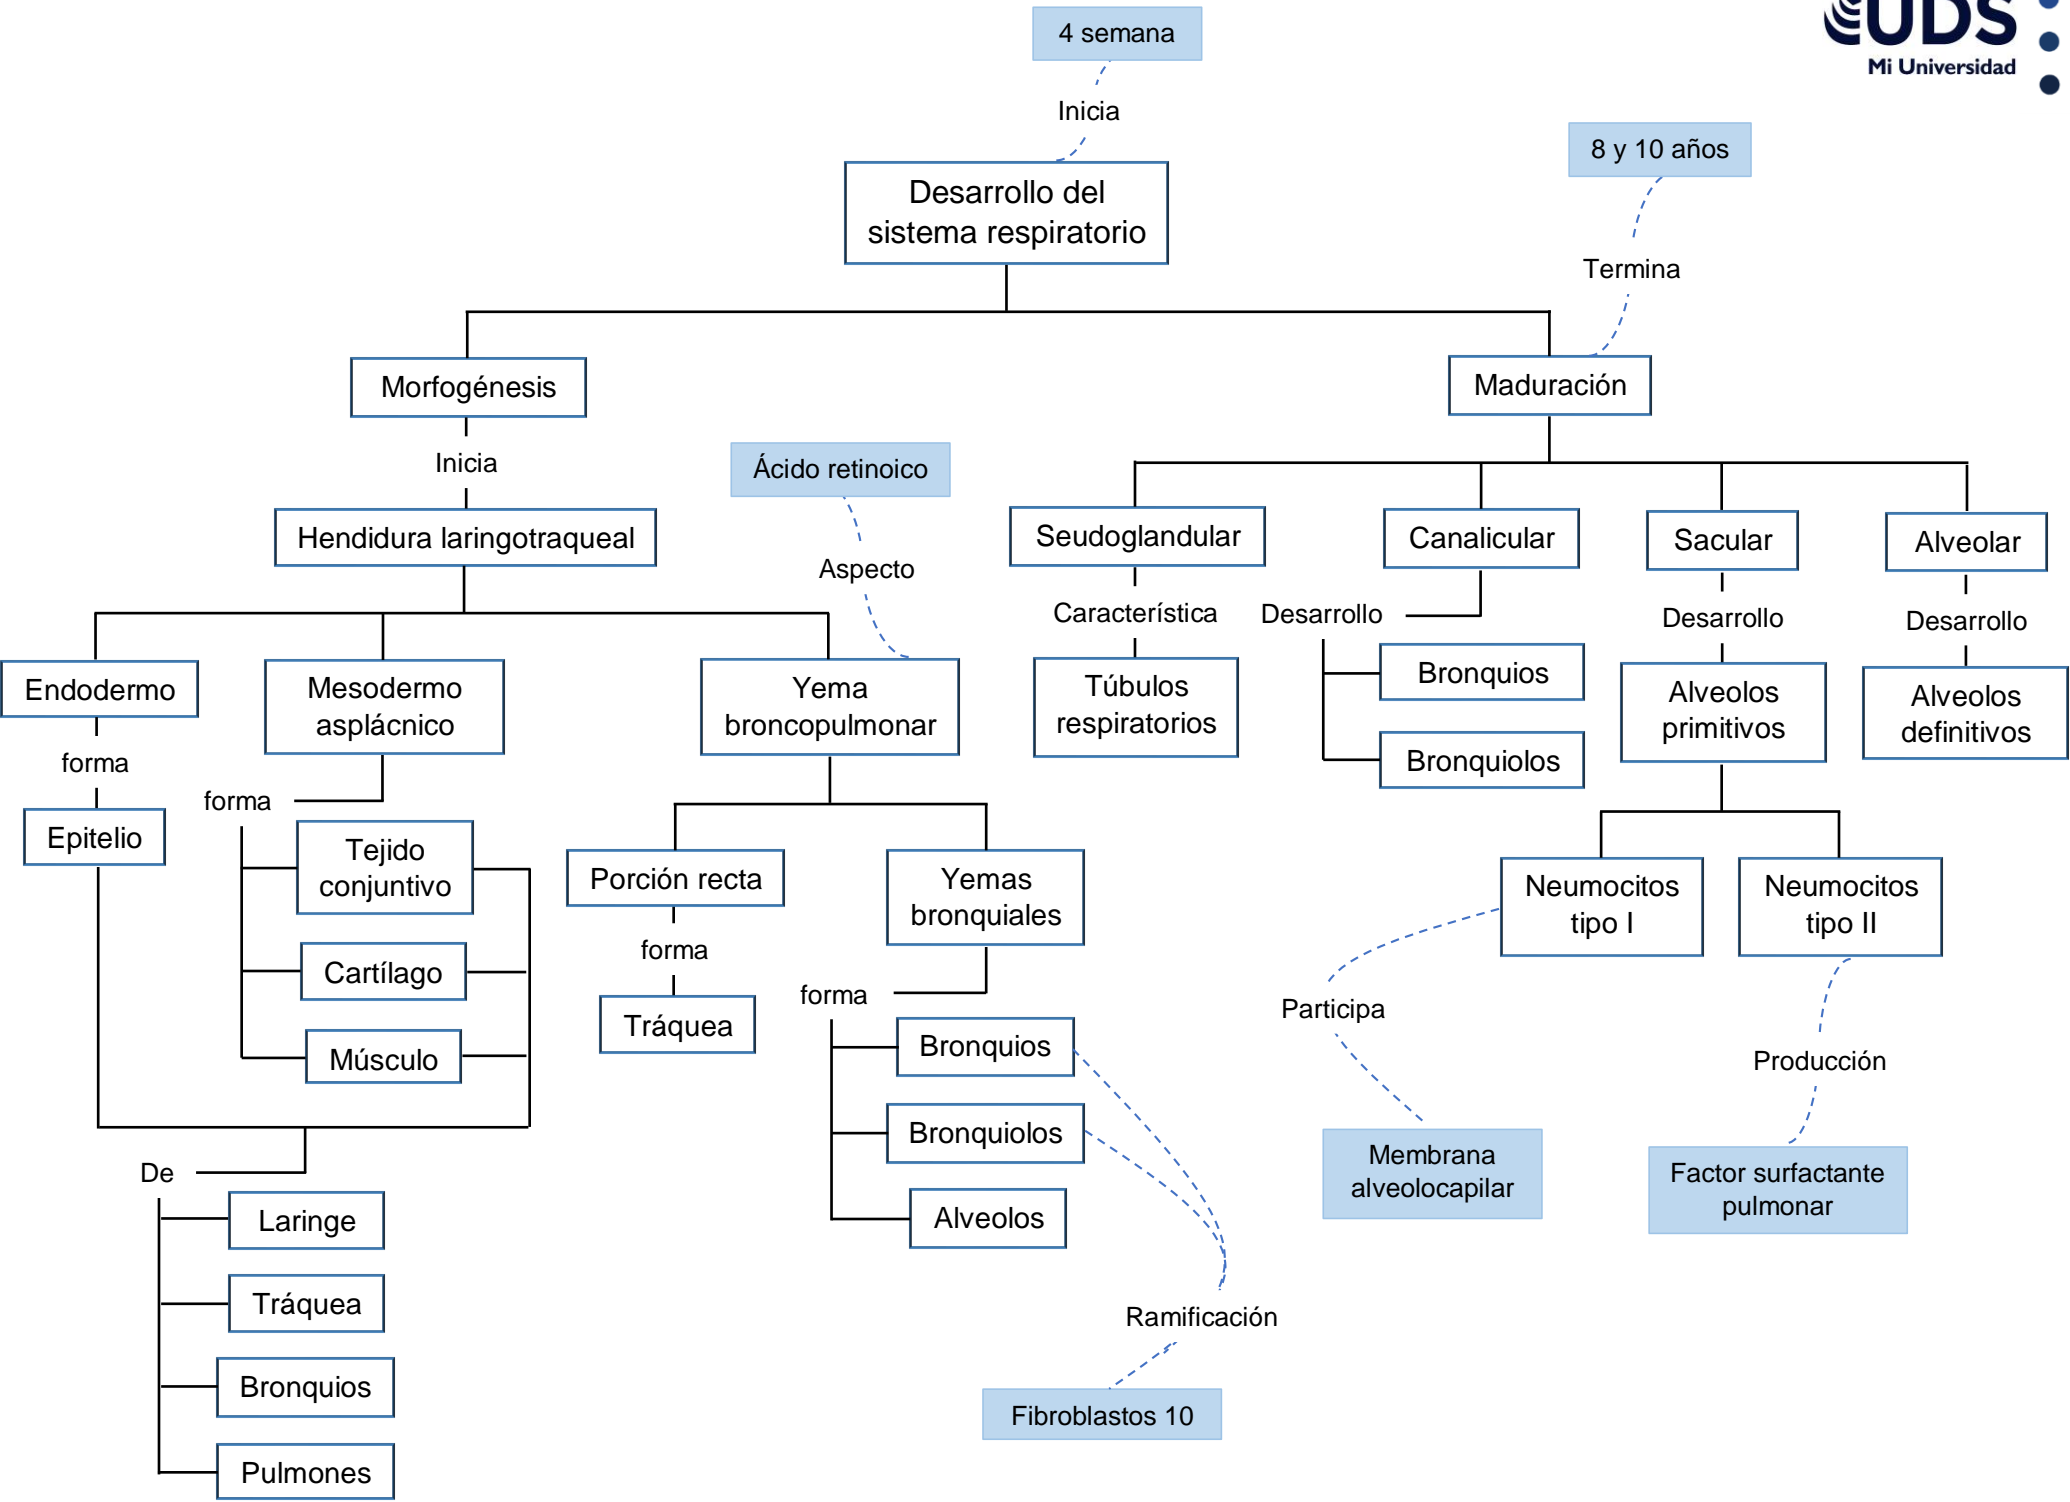 UDS
Mi Universidad
4 semana
Inicia
8 y 10 años
Desarrollo del
sistema respiratorio
Termina
Morfogénesis
Maduración
Inicia
Ácido retinoico
Hendidura laringotraqueal
Aspecto
Seudoglandular
Canalicular
Sacular
Alveolar
Característica
Desarrollo
Desarrollo
Desarrollo
Endodermo
Mesodermo
asplácnico
Yema
broncopulmonar
Túbulos
respiratorios
Bronquios
Bronquiolos
Alveolos
primitivos
Alveolos
definitivos
forma
Epitelio
forma
Tejido
conjuntivo
Cartílago
Músculo
Porción recta
Yemas
bronquiales
forma
Tráquea
forma
Bronquios
Bronquiolos
Alveolos
Neumocitos
tipo I
Neumocitos
tipo II
Participa
Producción
Membrana
alveolocapilar
Factor surfactante
pulmonar
De
Laringe
Tráquea
Bronquios
Pulmones
Ramificación
Fibroblastos 10